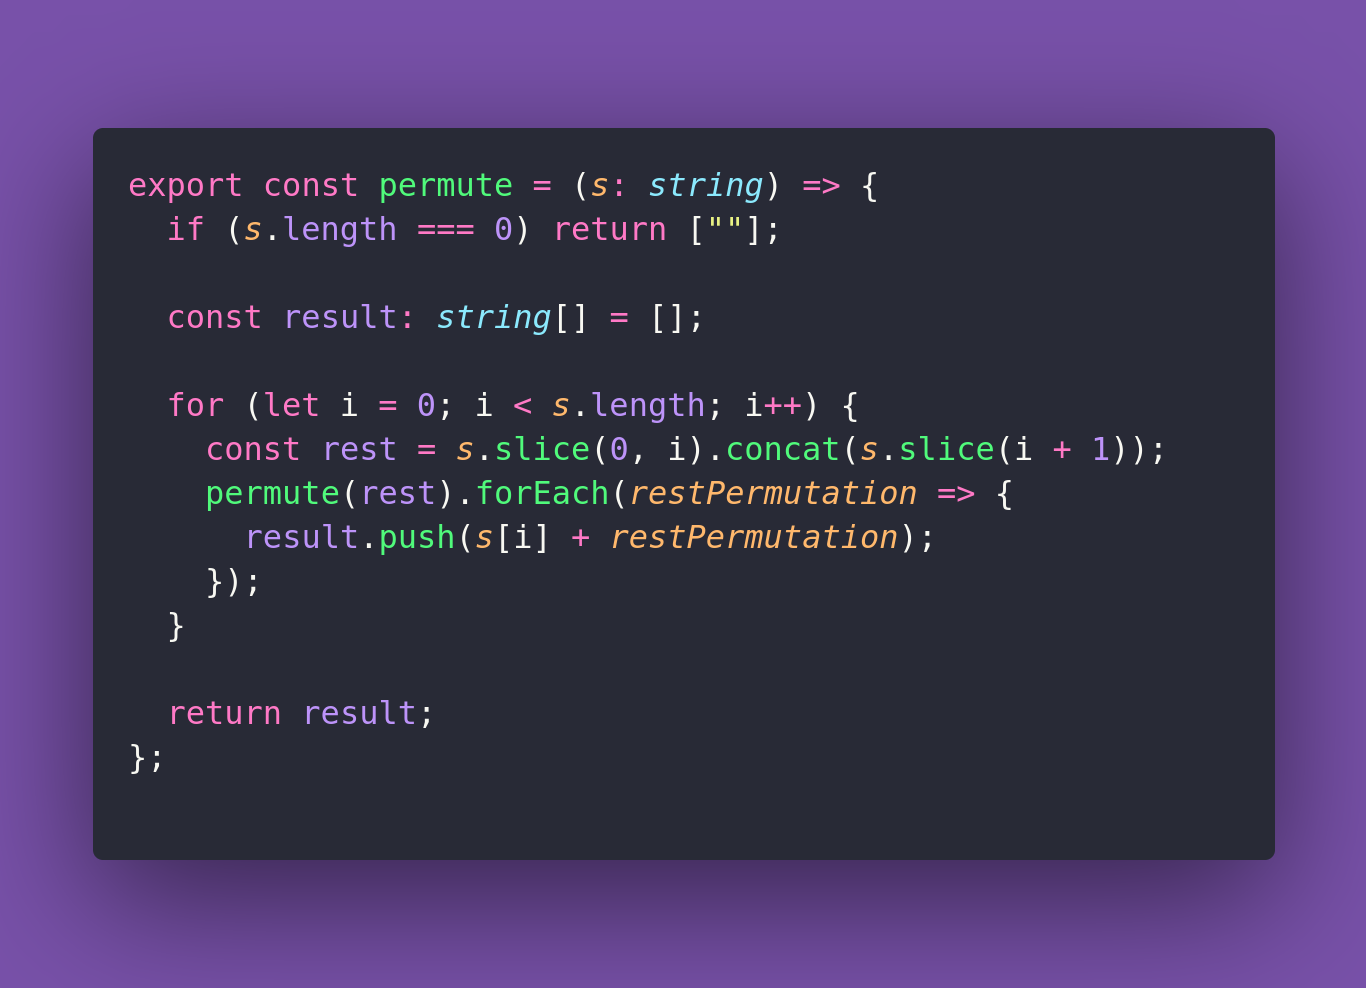 export const permute = (s: string) => {
  if (s.length === 0) return [""];

  const result: string[] = [];

  for (let i = 0; i < s.length; i++) {
    const rest = s.slice(0, i).concat(s.slice(i + 1));
    permute(rest).forEach(restPermutation => {
      result.push(s[i] + restPermutation);
    });
  }

  return result;
};